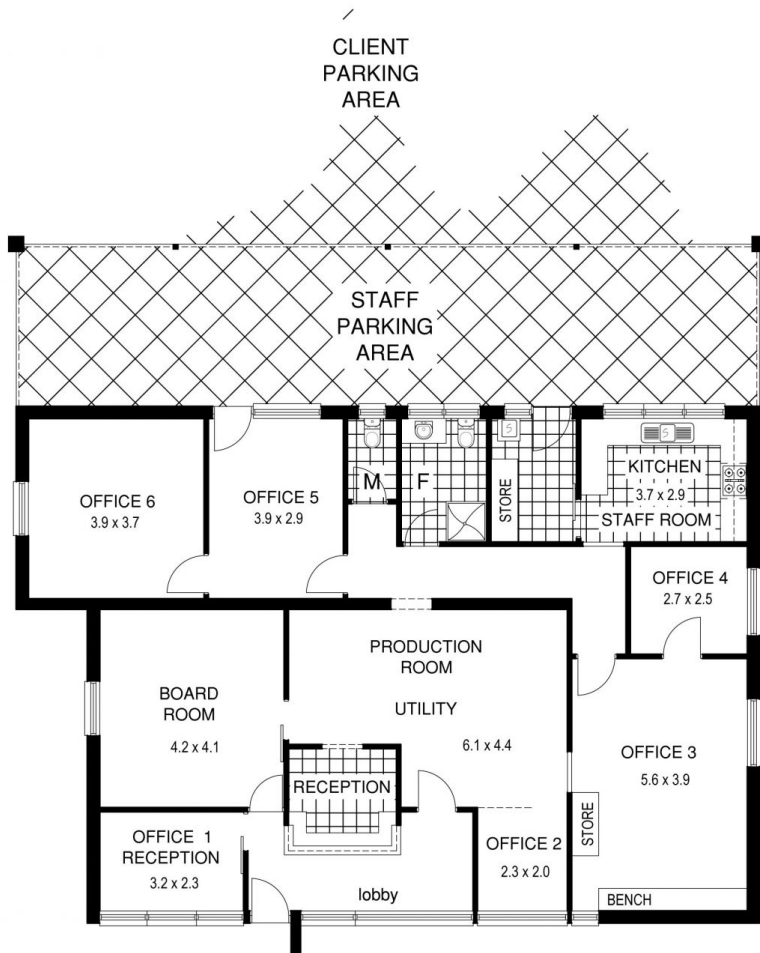 CLIENT
PARKING
AREA
STAFF
PARKING
AREA
OFFICE 6
3.9 x 3.7
OFFICE 5
3.9 x 2.9
M
F
STORE
KITCHEN
3.7 x 2.9
STAFF ROOM
OFFICE 4
2.7 x 2.5
BOARD
ROOM
4.2 x 4.1
PRODUCTION
ROOM
UTILITY
6.1 x 4.4
RECEPTION
OFFICE 3
5.6 x 3.9
STORE
OFFICE 1
RECEPTION
3.2 x 2.3
lobby
OFFICE 2
2.3 x 2.0
BENCH